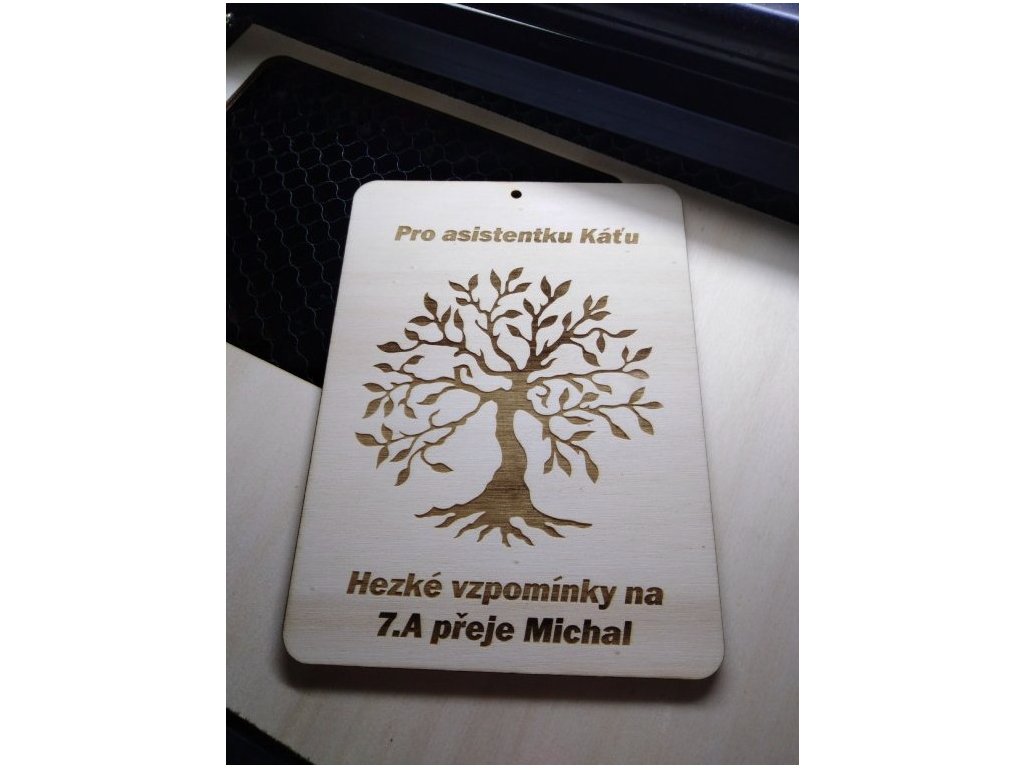 Pro asistentku Káťu
Hezké vzpomínky na
7.A přeje Michal